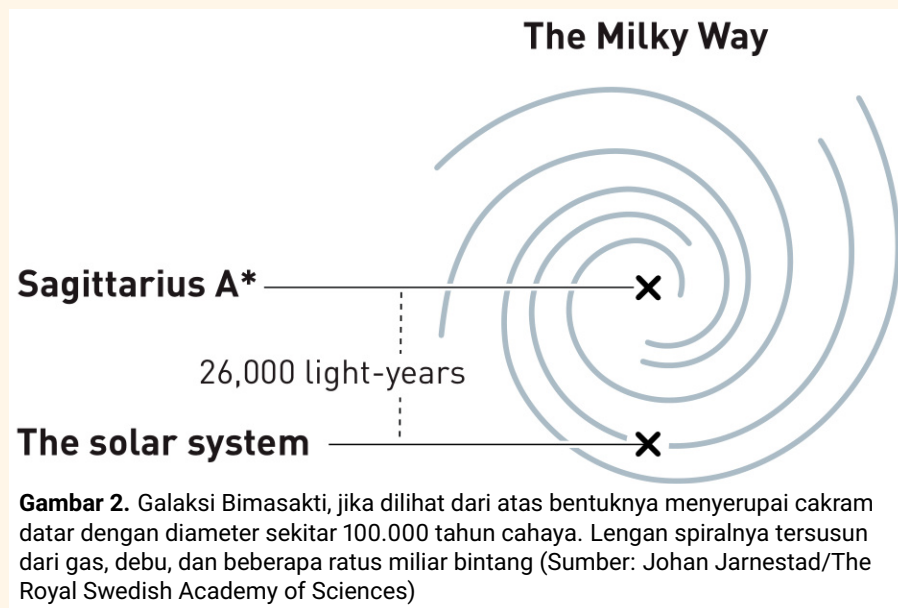 The Milky Way
Sagittarius A*
26,000 light-years
The solar system
Gambar 2. Galaksi Bimasakti, jika dilihat dari atas bentuknya menyerupai cakram
datar dengan diameter sekitar 100.000 tahun cahaya. Lengan spiralnya tersusun
dari gas, debu, dan beberapa ratus miliar bintang (Sumber: Johan Jarnestad/The
Royal Swedish Academy of Sciences)